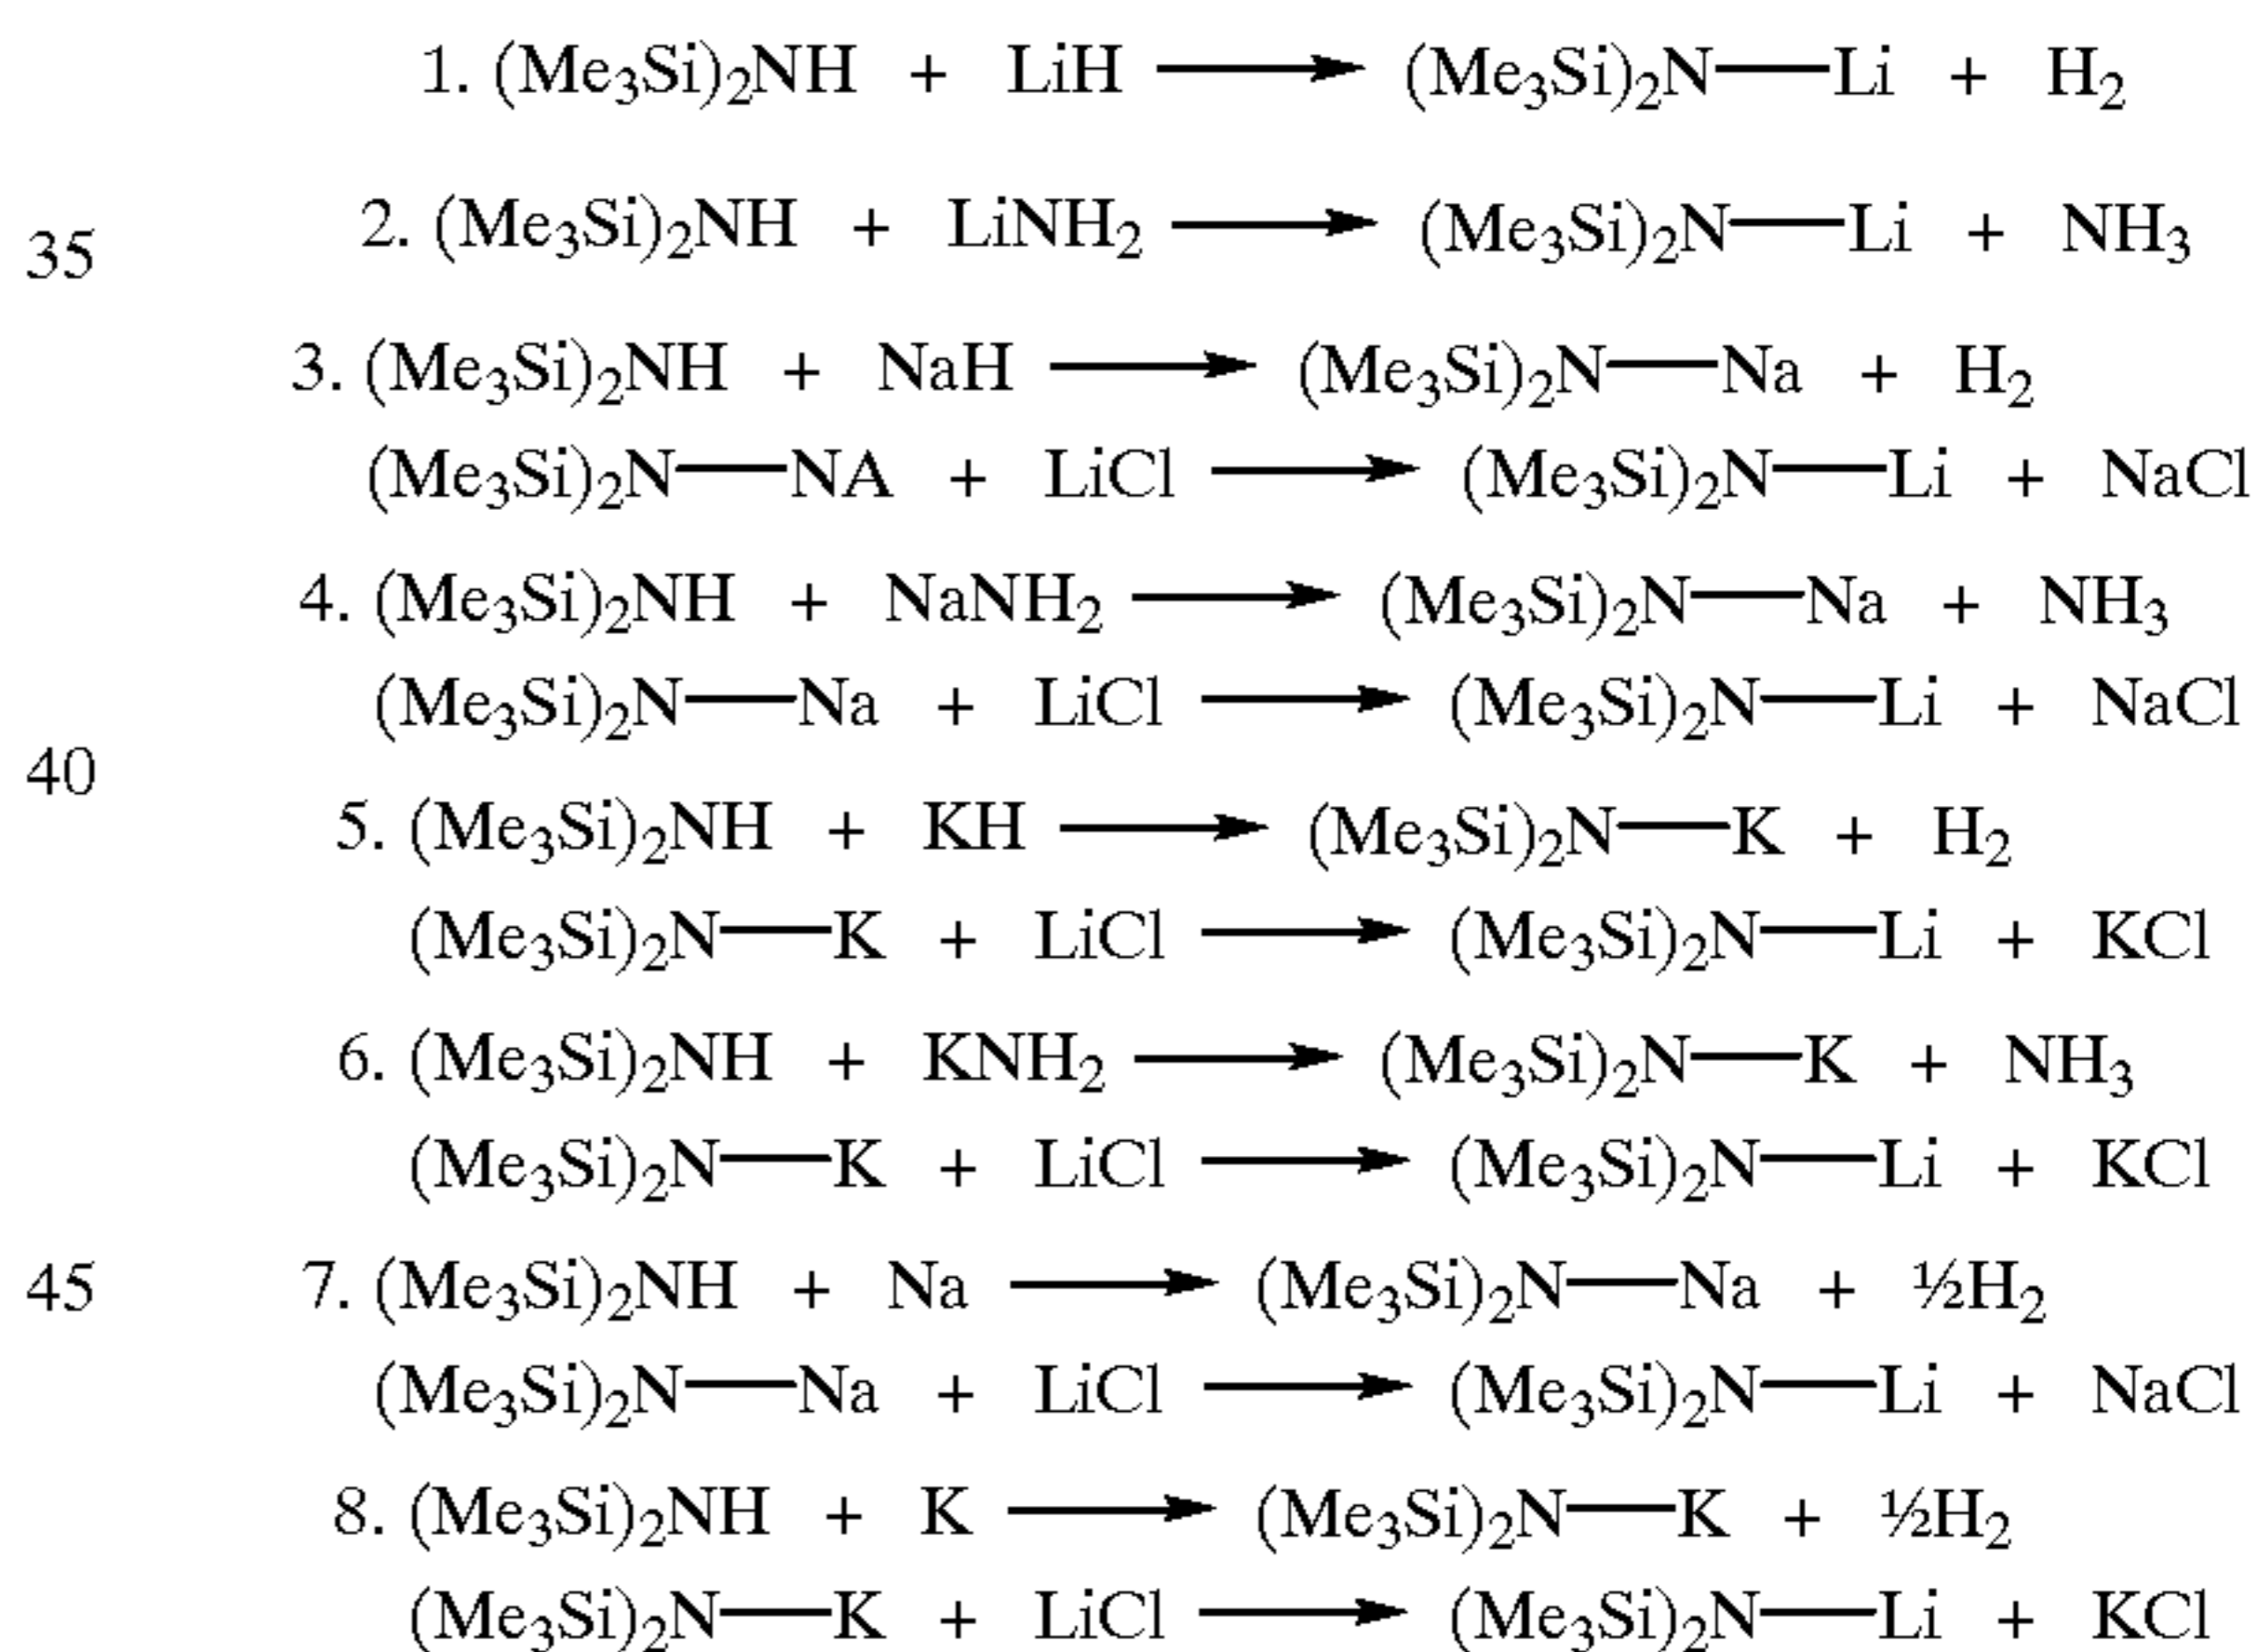 1. (Me₃Si)₂NH + LiH ⟶ (Me₃Si)₂N—Li + H₂
2. (Me₃Si)₂NH + LiNH₂ ⟶ (Me₃Si)₂N—Li + NH₃
35
3. (Me₃Si)₂NH + NaH ⟶ (Me₃Si)₂N—Na + H₂
(Me₃Si)₂N—NA + LiCl ⟶ (Me₃Si)₂N—Li + NaCl
4. (Me₃Si)₂NH + NaNH₂ ⟶ (Me₃Si)₂N—Na + NH₃
(Me₃Si)₂N—Na + LiCl ⟶ (Me₃Si)₂N—Li + NaCl
40
5. (Me₃Si)₂NH + KH ⟶ (Me₃Si)₂N—K + H₂
(Me₃Si)₂N—K + LiCl ⟶ (Me₃Si)₂N—Li + KCl
6. (Me₃Si)₂NH + KNH₂ ⟶ (Me₃Si)₂N—K + NH₃
(Me₃Si)₂N—K + LiCl ⟶ (Me₃Si)₂N—Li + KCl
45 7. (Me₃Si)₂NH + Na ⟶ (Me₃Si)₂N—Na + ½H₂
(Me₃Si)₂N—Na + LiCl ⟶ (Me₃Si)₂N—Li + NaCl
8. (Me₃Si)₂NH + K ⟶ (Me₃Si)₂N—K + ½H₂
(Me₃Si)₂N—K + LiCl ⟶ (Me₃Si)₂N—Li + KCl